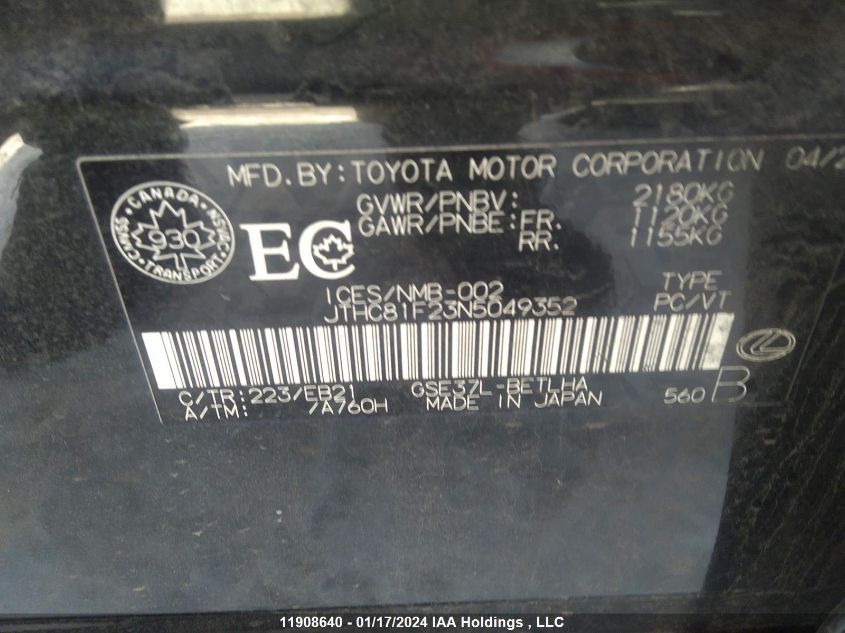 MFD.BY:TOYOTA MOTOR CORPORATION 04/2
GVWR/PNBV: 2180KG
GAWR/PNBE:FR. 1120KG
RR. 1155KG
CANADA
930
TRANSPORT
EC
ICES/NMB-002
JTHC81F23N5049352
TYPE
PC/VT
C/TR:223/EB21 GSE37L-BETLHA
A/TM: /A760H MADE IN JAPAN 560 B
11908640 - 01/17/2024 IAA Holdings , LLC